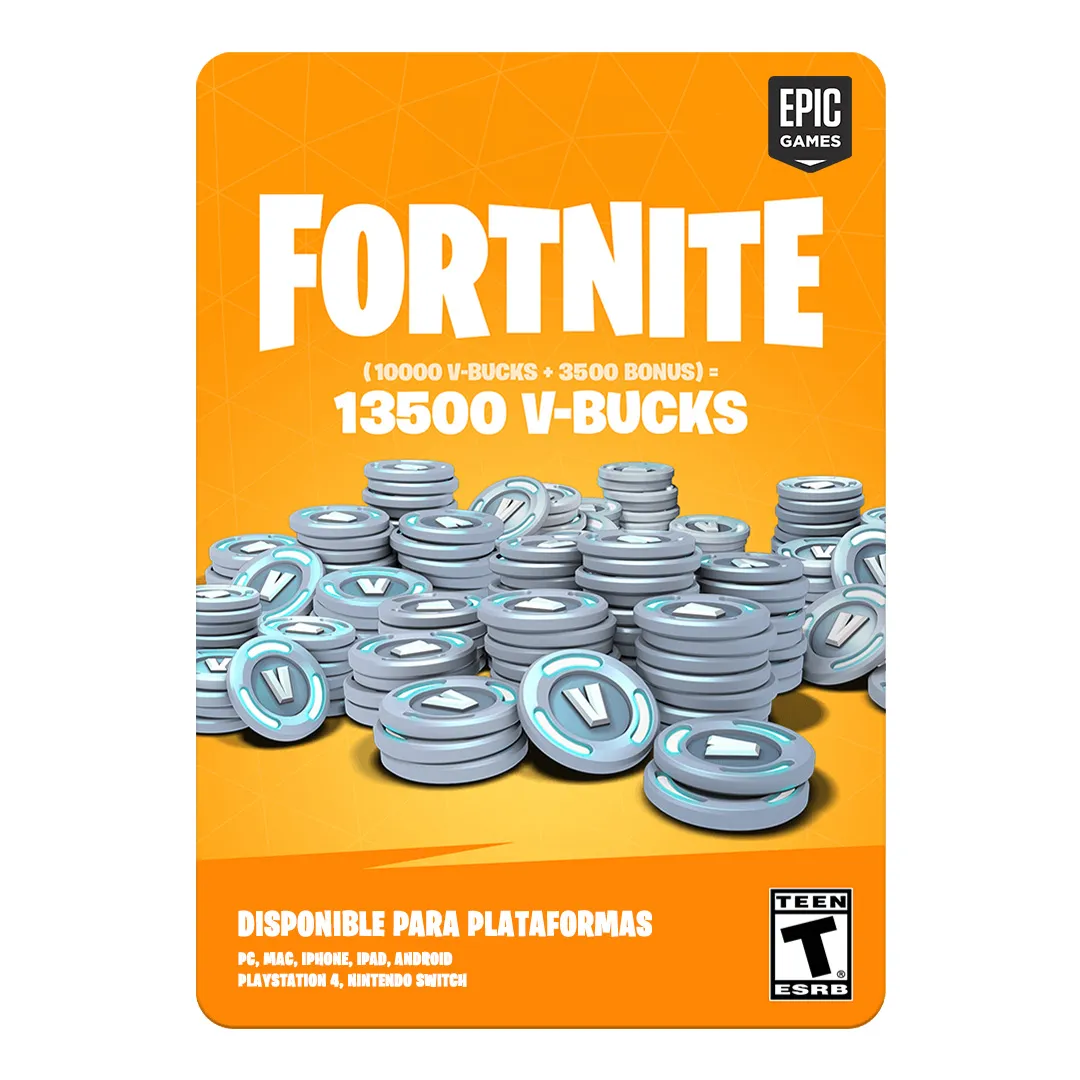 EPIC
GAMES
FORTNITE
( 10000 V-BUCKS + 3500 BONUS) =
13500 V-BUCKS
DISPONIBLE PARA PLATAFORMAS
PC, MAC, IPHONE, IPAD, ANDROID
PLAYSTATION 4, NINTENDO SWITCH
TEEN
T®
ESRB